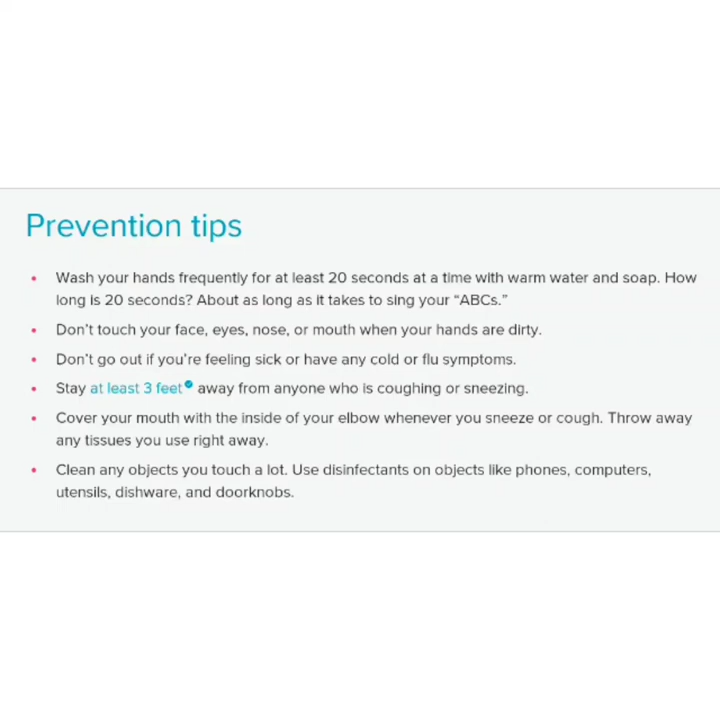 Prevention tips
• Wash your hands frequently for at least 20 seconds at a time with warm water and soap. How
long is 20 seconds? About as long as it takes to sing your “ABCs.”
• Don’t touch your face, eyes, nose, or mouth when your hands are dirty.
• Don’t go out if you’re feeling sick or have any cold or flu symptoms.
• Stay at least 3 feet away from anyone who is coughing or sneezing.
• Cover your mouth with the inside of your elbow whenever you sneeze or cough. Throw away
any tissues you use right away.
• Clean any objects you touch a lot. Use disinfectants on objects like phones, computers,
utensils, dishware, and doorknobs.